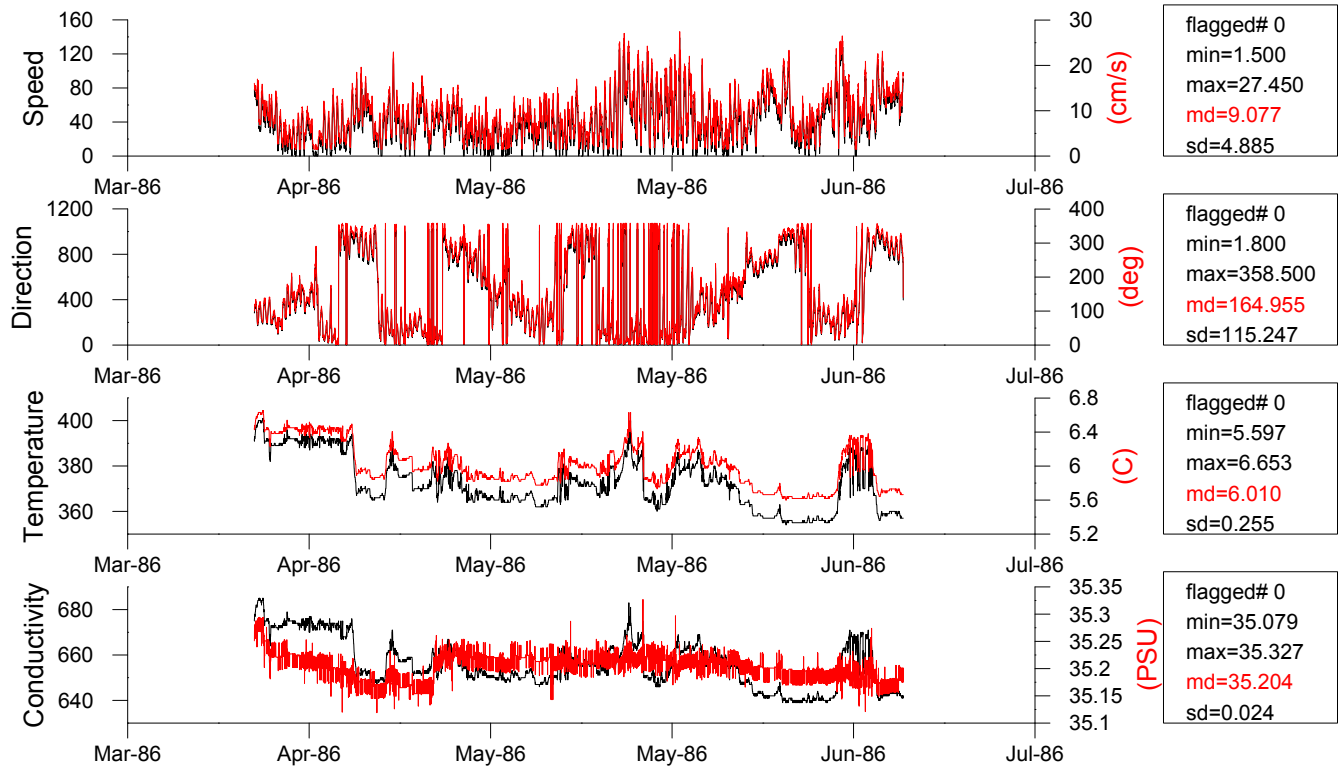 Speed
160
120
80
40
0
30
20
10
0
(cm/s)
Mar-86 Apr-86 May-86 May-86 Jun-86 Jul-86
flagged# 0
min=1.500
max=27.450
md=9.077
sd=4.885
Direction
1200
800
400
0
400
300
200
100
0
(deg)
Mar-86 Apr-86 May-86 May-86 Jun-86 Jul-86
flagged# 0
min=1.800
max=358.500
md=164.955
sd=115.247
Temperature
400
380
360
6.8
6.4
6
5.6
5.2
(C)
Mar-86 Apr-86 May-86 May-86 Jun-86 Jul-86
flagged# 0
min=5.597
max=6.653
md=6.010
sd=0.255
Conductivity
680
660
640
35.35
35.3
35.25
35.2
35.15
35.1
(PSU)
Mar-86 Apr-86 May-86 May-86 Jun-86 Jul-86
flagged# 0
min=35.079
max=35.327
md=35.204
sd=0.024